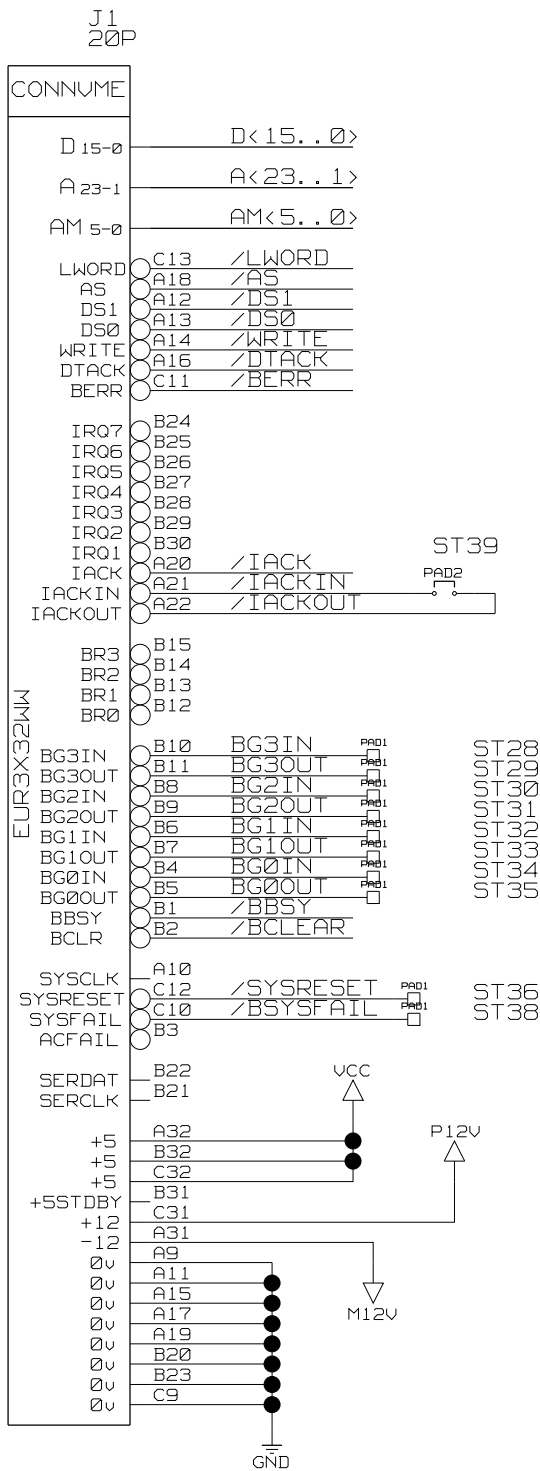 J1
20P
CONNVME
D 15-0 D<15..0>
A 23-1 A<23..1>
AM 5-0 AM<5..0>
LWORD C13 /LWORD
AS A18 /AS
DS1 A12 /DS1
DS0 A13 /DS0
WRITE A14 /WRITE
DTACK A16 /DTACK
BERR C11 /BERR
IRQ7 B24
IRQ6 B25
IRQ5 B26
IRQ4 B27
IRQ3 B28
IRQ2 B29
IRQ1 B30
ST39
IACK A20 /IACK
PAD2
IACKIN A21 /IACKIN
IACKOUT A22 /IACKOUT
BR3 B15
BR2 B14
BR1 B13
BR0 B12
EUR3X32WW
BG3IN B10 BG3IN PAD1 ST28
BG3OUT B11 BG3OUT PAD1 ST29
BG2IN B8 BG2IN PAD1 ST30
BG2OUT B9 BG2OUT PAD1 ST31
BG1IN B6 BG1IN PAD1 ST32
BG1OUT B7 BG1OUT PAD1 ST33
BG0IN B4 BG0IN PAD1 ST34
BG0OUT B5 BG0OUT PAD1 ST35
BBSY B1 /BBSY
BCLR B2 /BCLEAR
SYSCLK A10
SYSRESET C12 /SYSRESET PAD1 ST36
SYSFAIL C10 /BSYSFAIL PAD1 ST38
ACFAIL B3
SERDAT B22
SERCLK B21
VCC
+5 A32
P12V
+5 B32
+5 C32
+5STDBY B31
+12 C31
-12 A31
0v A9
0v A11
0v A15
M12V
0v A17
0v A19
0v B20
0v B23
0v C9
GND